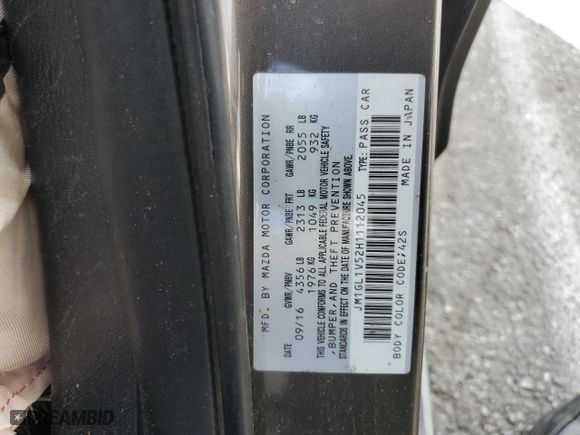 MFD. BY MAZDA MOTOR CORPORATION
DATE GVWR/PNBV GAWR/PNBE FRT GAWR/PNBE RR
09/16 4356 LB 2313 LB 2055 LB
1976 KG 1049 KG 932 KG
THIS VEHICLE CONFORMS TO ALL APPLICABLE FEDERAL MOTOR VEHICLE SAFETY
,BUMPER,AND THEFT PREVENTION
STANDARDS IN EFFECT ON THE DATE OF MANUFACTURE SHOWN ABOVE.
JM1GL1V52H1112045 TYPE: PASS CAR
BODY COLOR CODE;42S MADE IN JAPAN
DREAMBID